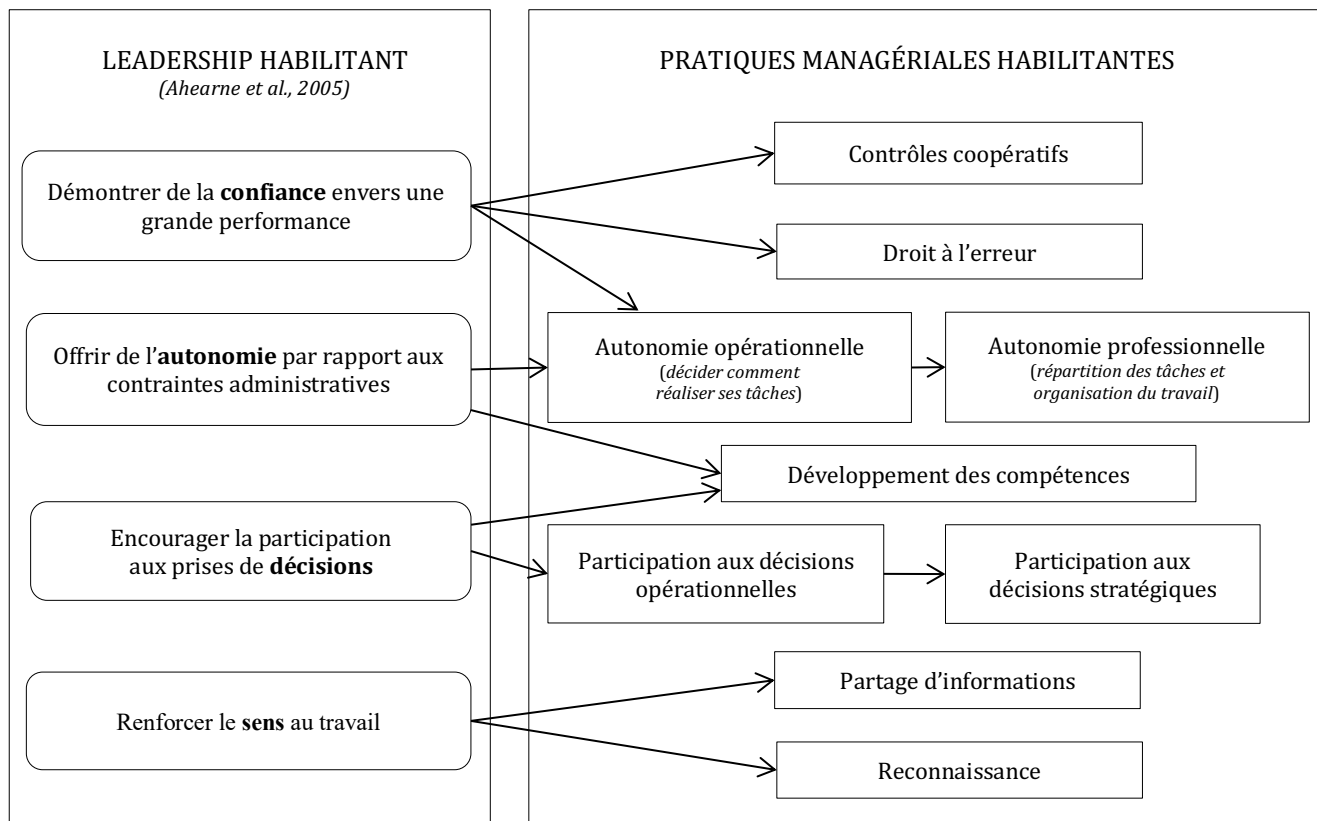 LEADERSHIP HABILITANT
(Ahearne et al., 2005)
Démontrer de la confiance envers une
grande performance
Offrir de l’autonomie par rapport aux
contraintes administratives
Encourager la participation
aux prises de décisions
Renforcer le sens au travail
PRATIQUES MANAGÉRIALES HABILITANTES
Contrôles coopératifs
Droit à l’erreur
Autonomie opérationnelle
(décider comment
réaliser ses tâches)
Autonomie professionnelle
(répartition des tâches et
organisation du travail)
Développement des compétences
Participation aux décisions
opérationnelles
Participation aux
décisions stratégiques
Partage d’informations
Reconnaissance